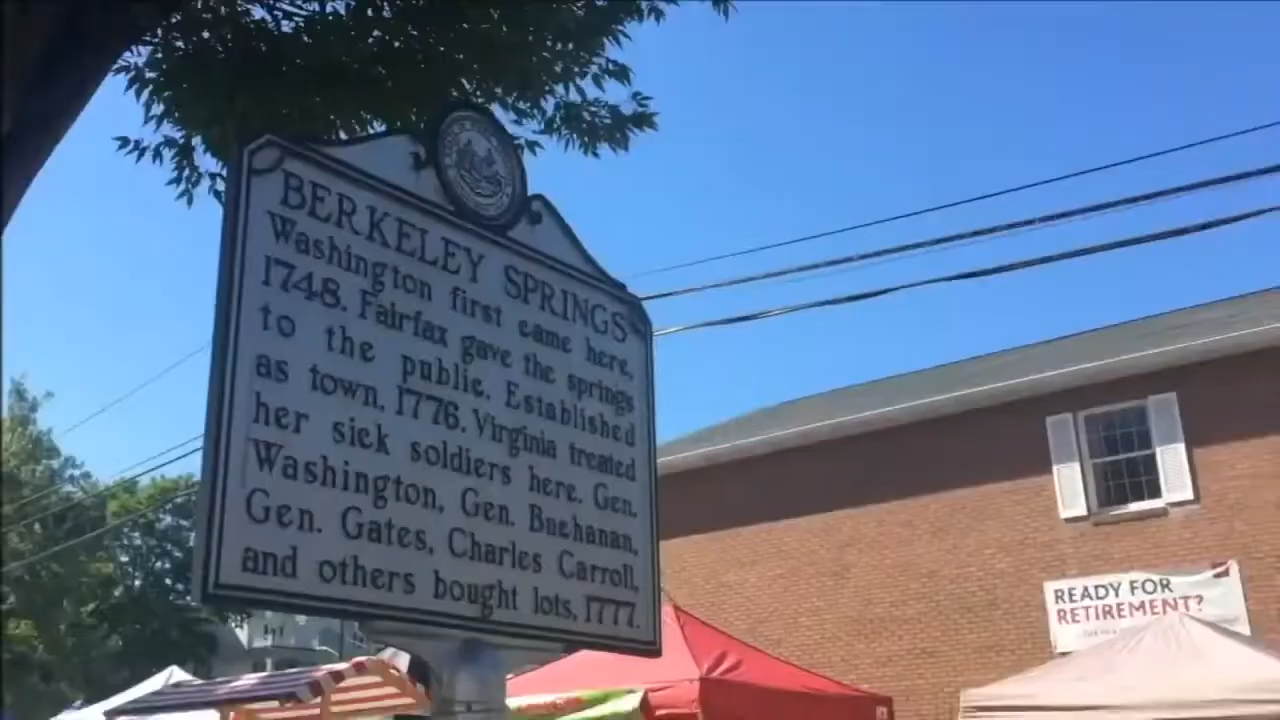 BERKELEY SPRINGS
Washington first came here,
1748. Fairfax gave the springs
to the public. Established
as town, 1776. Virginia treated
her sick soldiers here. Gen.
Washington, Gen. Buchanan,
Gen. Gates, Charles Carroll,
and others bought lots, 1777.
READY FOR
RETIREMENT?